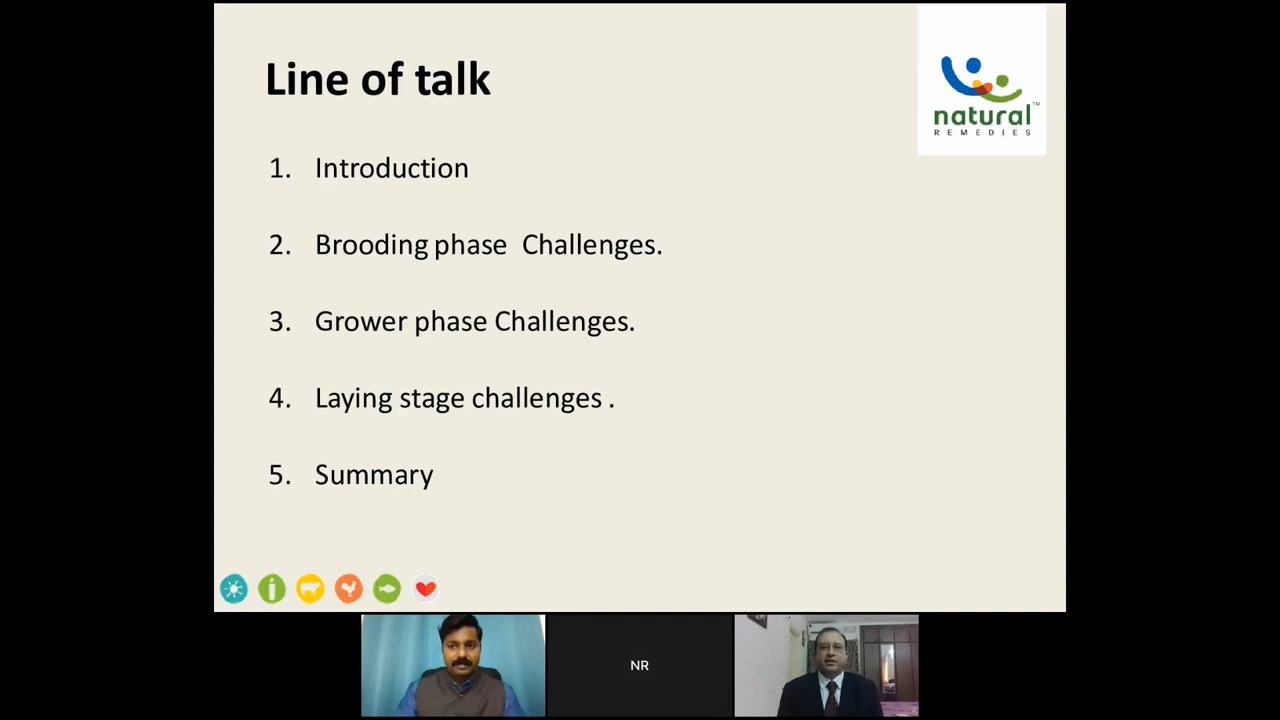 Line of talk
natural™
REMEDIES
1. Introduction
2. Brooding phase Challenges.
3. Grower phase Challenges.
4. Laying stage challenges .
5. Summary
NR